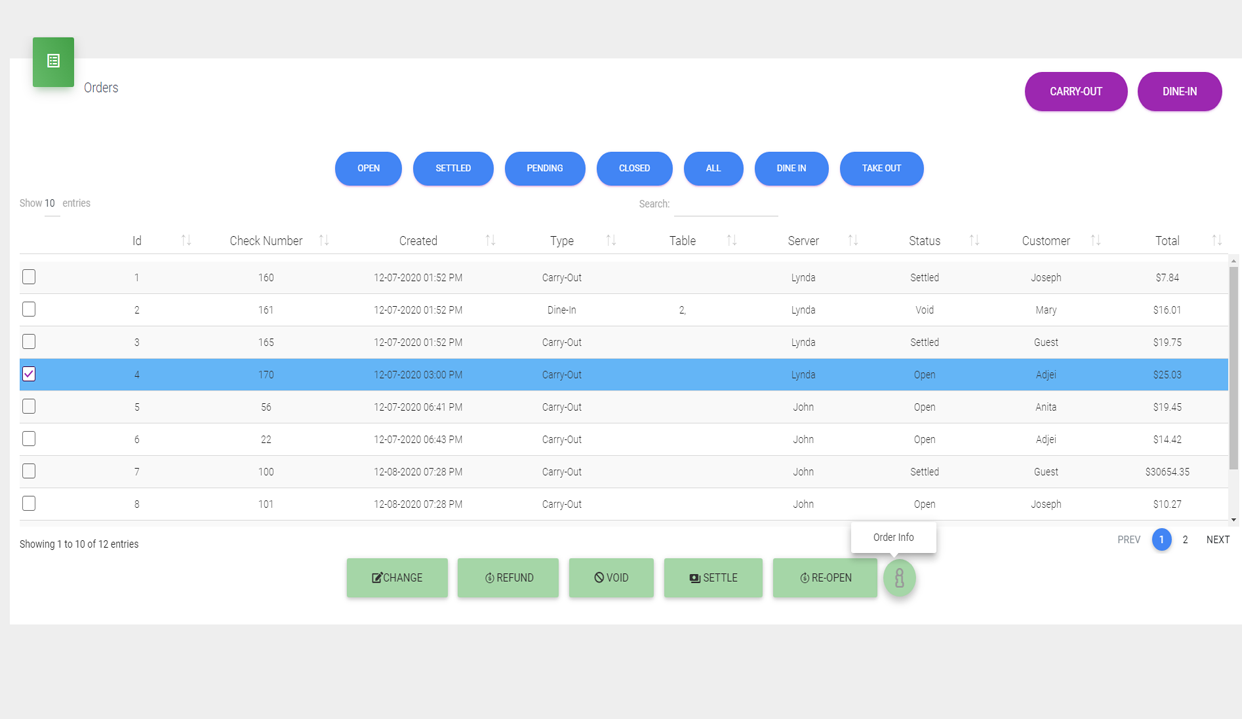 Orders
CARRY-OUT DINE-IN
OPEN SETTLED PENDING CLOSED ALL DINE IN TAKE OUT
Show 10 entries Search:
Id Check Number Created Type Table Server Status Customer Total
1 160 12-07-2020 01:52 PM Carry-Out Lynda Settled Joseph $7.84
2 161 12-07-2020 01:52 PM Dine-In 2, Lynda Void Mary $16.01
3 165 12-07-2020 01:52 PM Carry-Out Lynda Settled Guest $19.75
4 170 12-07-2020 03:00 PM Carry-Out Lynda Open Adjei $25.03
5 56 12-07-2020 06:41 PM Carry-Out John Open Anita $19.45
6 22 12-07-2020 06:43 PM Carry-Out John Open Adjei $14.42
7 100 12-08-2020 07:28 PM Carry-Out John Settled Guest $30654.35
8 101 12-08-2020 07:28 PM Carry-Out John Open Joseph $10.27
Order Info
Showing 1 to 10 of 12 entries PREV 1 2 NEXT
CHANGE REFUND VOID SETTLE RE-OPEN